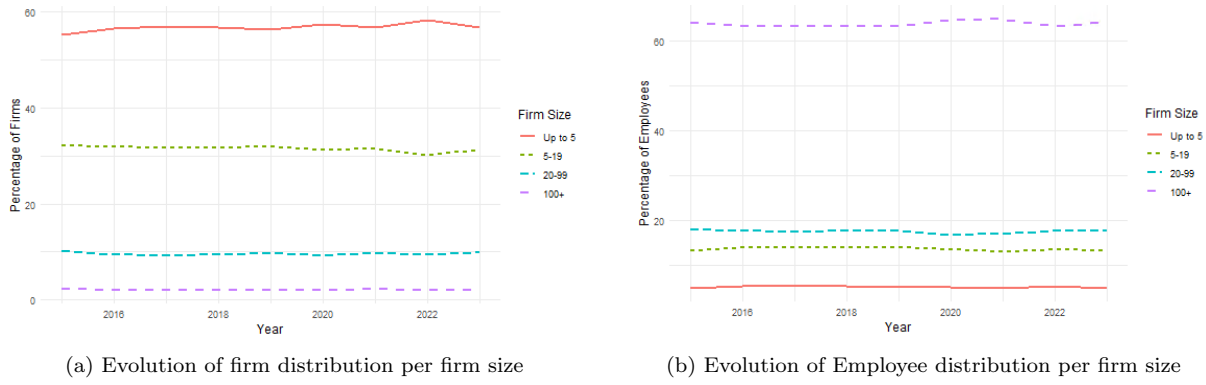 60
40
20
0
Percentage of Firms
2016
2018
2020
2022
Year
Firm Size
Up to 5
5-19
20-99
100+
(a) Evolution of firm distribution per firm size
60
40
20
Percentage of Employees
2016
2018
2020
2022
Year
Firm Size
Up to 5
5-19
20-99
100+
(b) Evolution of Employee distribution per firm size